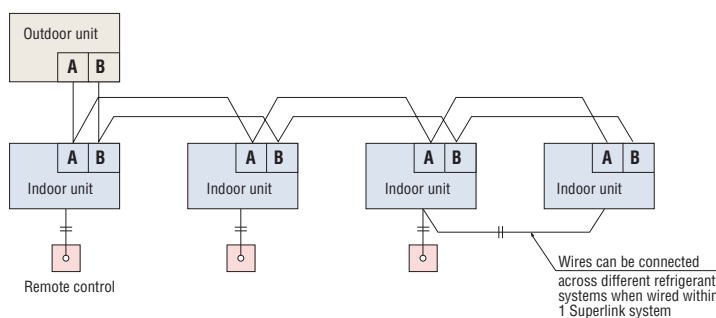 Outdoor unit
A B
A B
Indoor unit
A B
Indoor unit
A B
Indoor unit
A B
Indoor unit
Remote control
Wires can be connected
across different refrigerant
systems when wired within
1 Superlink system